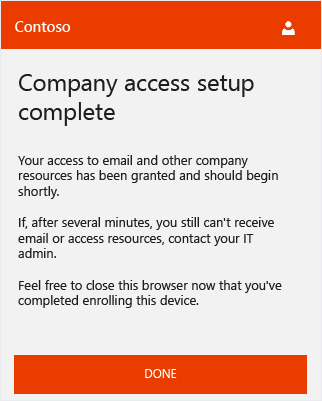 Contoso
Company access setup
complete
Your access to email and other company
resources has been granted and should begin
shortly.
If, after several minutes, you still can't receive
email or access resources, contact your IT
admin.
Feel free to close this browser now that you've
completed enrolling this device.
DONE